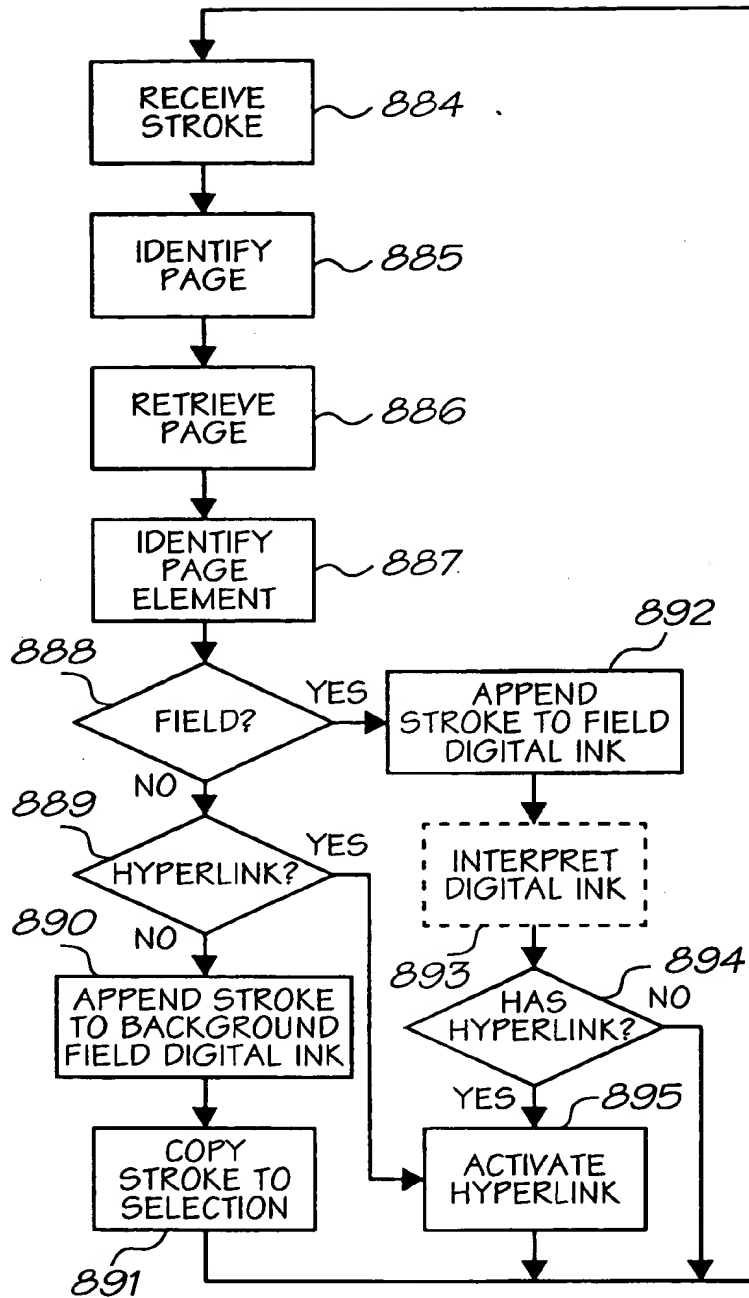 RECEIVE
STROKE
884
IDENTIFY
PAGE
885
RETRIEVE
PAGE
886
IDENTIFY
PAGE
ELEMENT
887
888
FIELD?
YES
NO
892
APPEND
STROKE TO FIELD
DIGITAL INK
889
HYPERLINK?
YES
NO
INTERPRET
DIGITAL INK
893
890
APPEND STROKE
TO BACKGROUND
FIELD DIGITAL INK
894
HAS
HYPERLINK?
NO
YES
895
COPY
STROKE TO
SELECTION
891
ACTIVATE
HYPERLINK